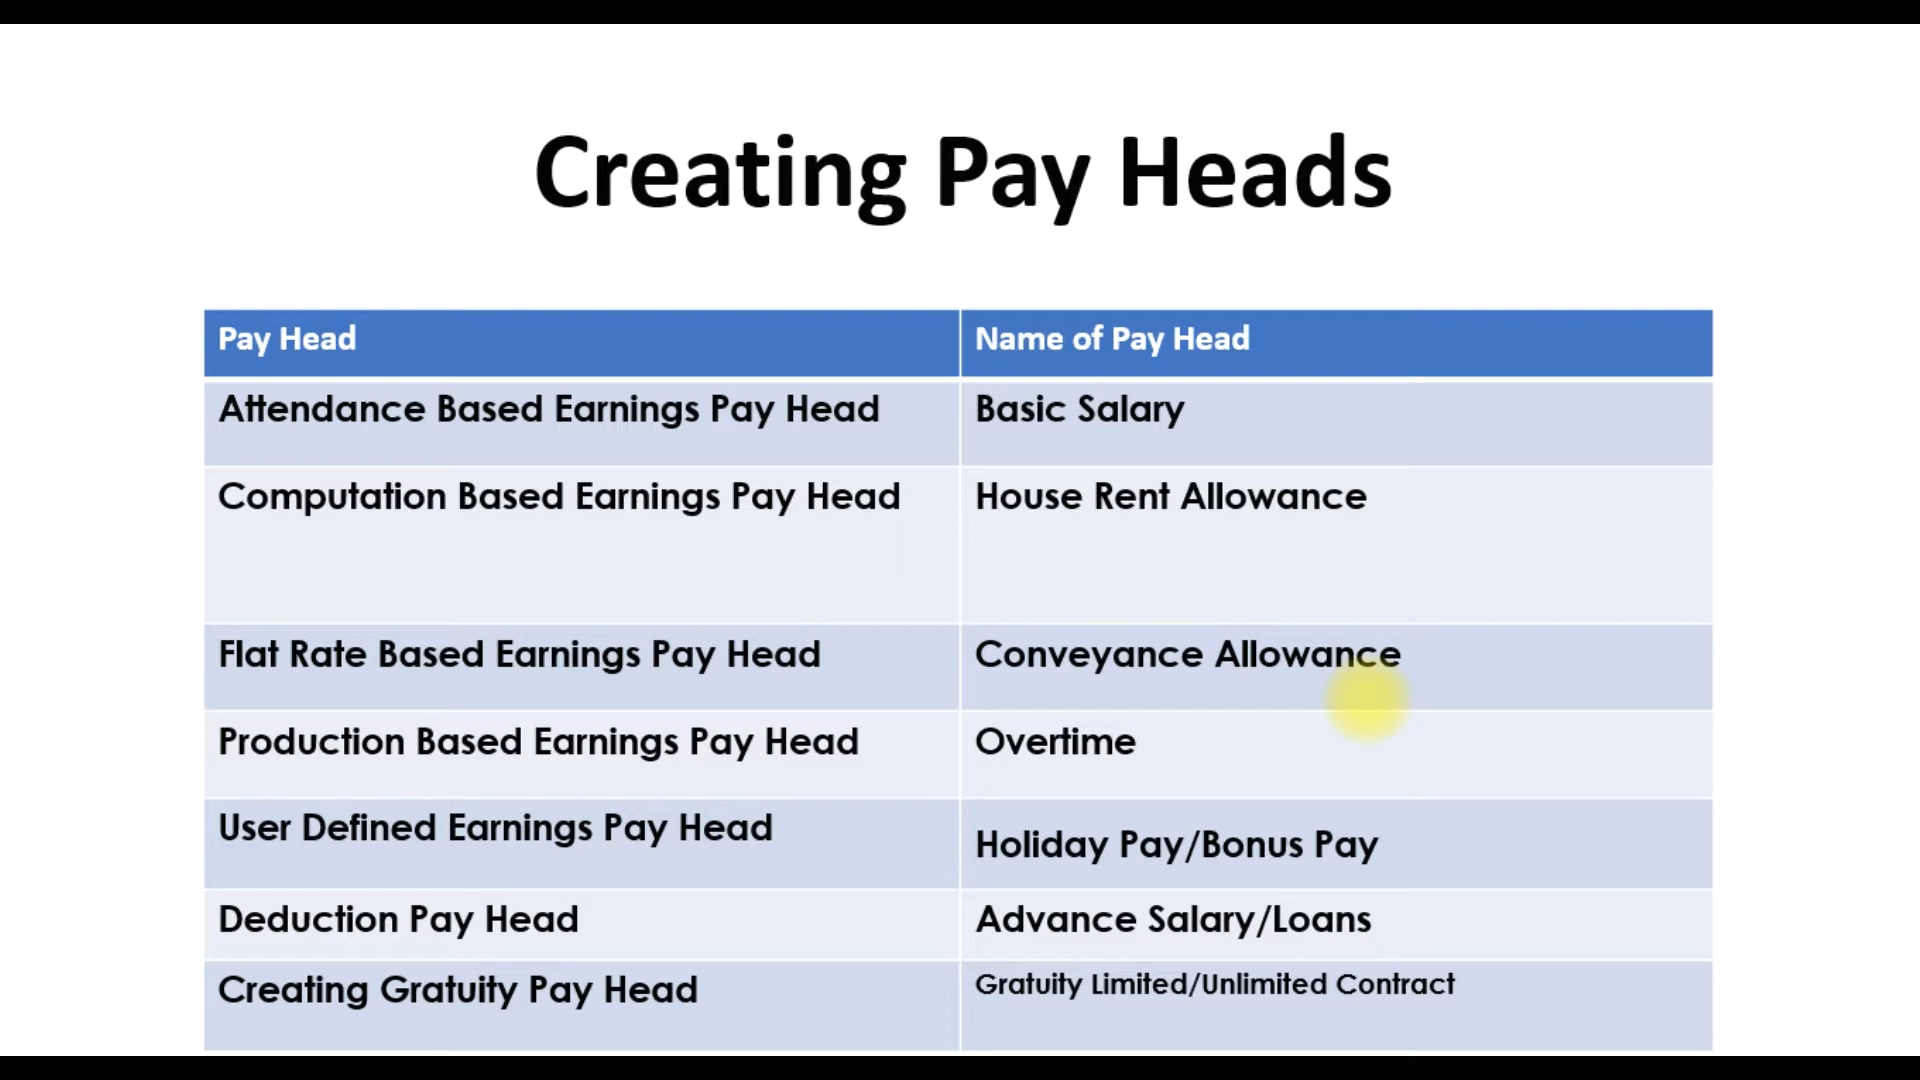 Creating Pay Heads
Pay Head
Name of Pay Head
Attendance Based Earnings Pay Head
Basic Salary
Computation Based Earnings Pay Head
House Rent Allowance
Flat Rate Based Earnings Pay Head
Conveyance Allowance
Production Based Earnings Pay Head
Overtime
User Defined Earnings Pay Head
Holiday Pay/Bonus Pay
Deduction Pay Head
Advance Salary/Loans
Creating Gratuity Pay Head
Gratuity Limited/Unlimited Contract